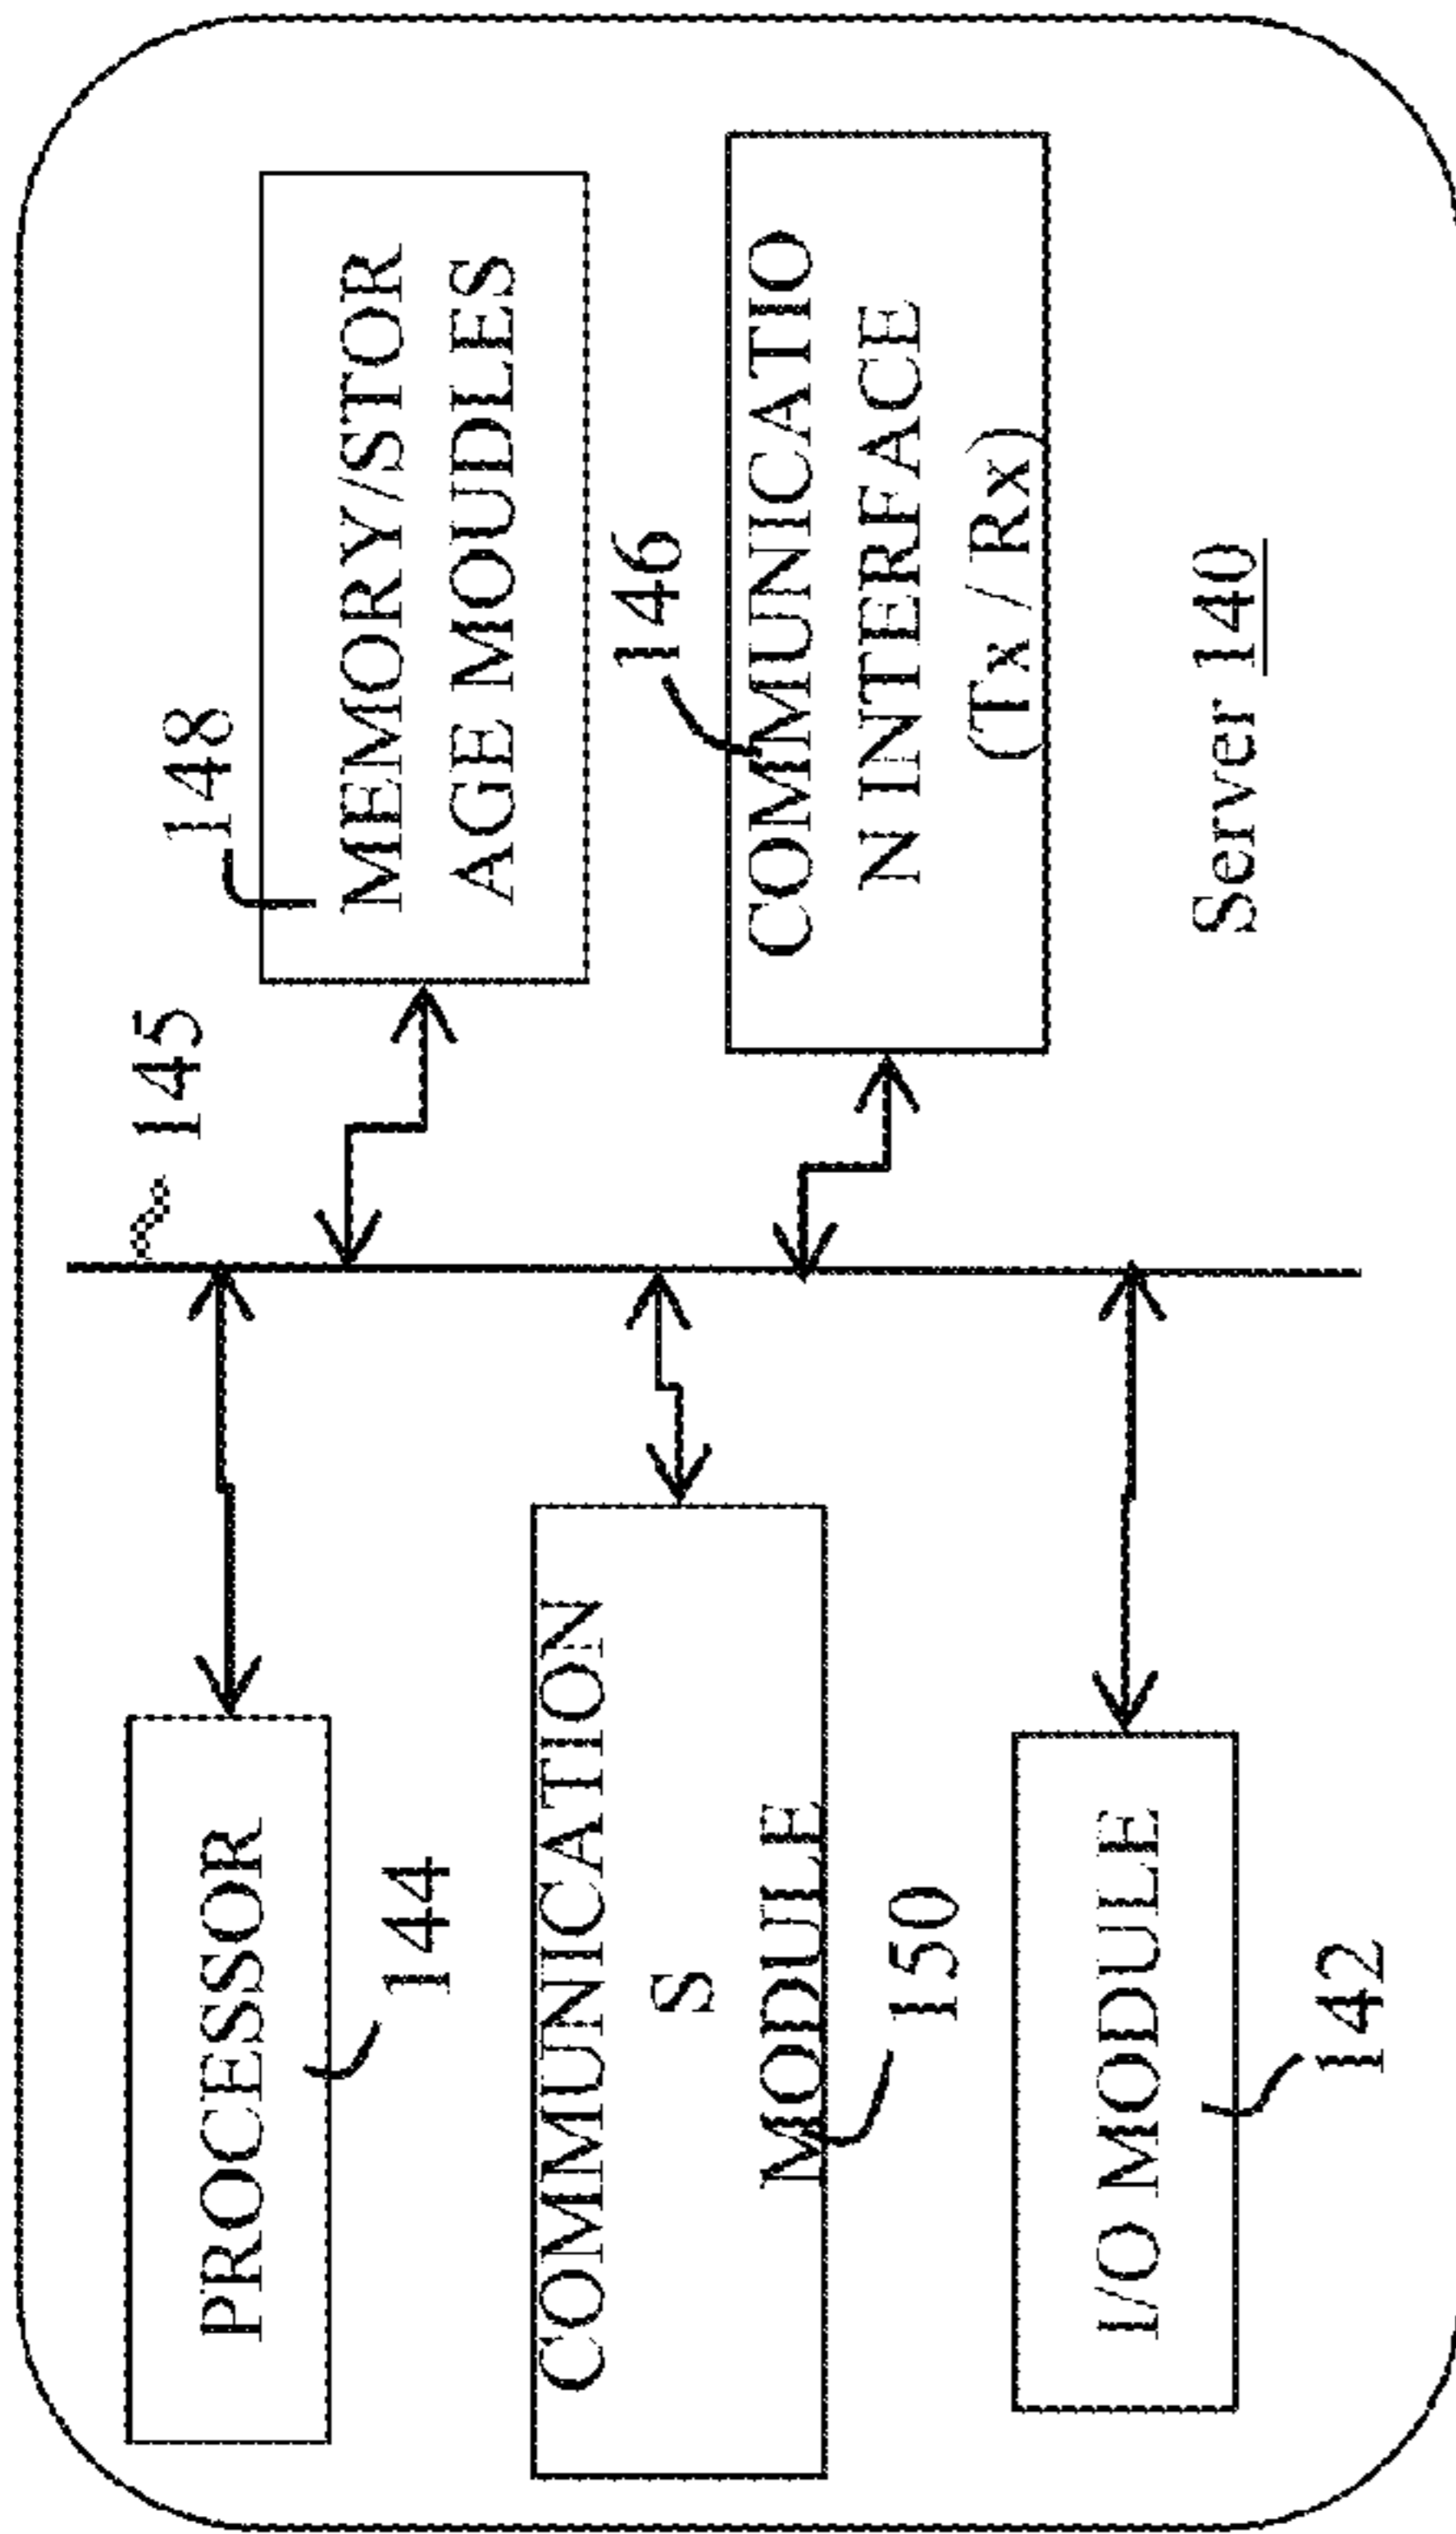 PROCESSOR
144
COMMUNICATION
S
MODULE
150
I/O MODULE
142
145
148
MEMORY/STOR
AGE MOUDLES
146
COMMUNICATIO
N INTERFACE
(Tx / Rx)
Server 140